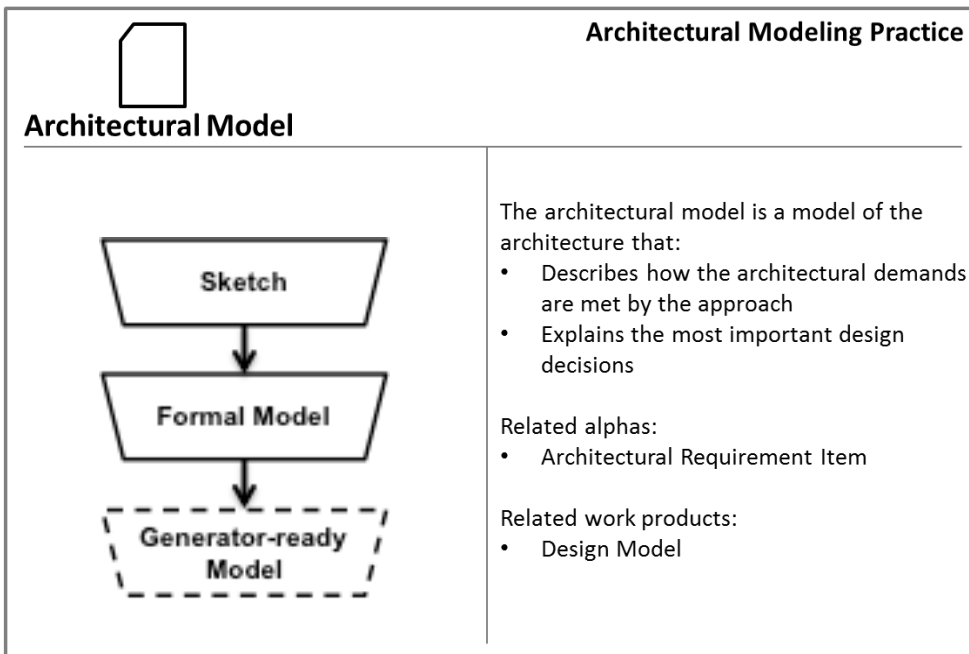 Architectural Modeling Practice
Architectural Model
Sketch
Formal Model
Generator-ready
Model
The architectural model is a model of the
architecture that:
• Describes how the architectural demands
are met by the approach
• Explains the most important design
decisions
Related alphas:
• Architectural Requirement Item
Related work products:
• Design Model